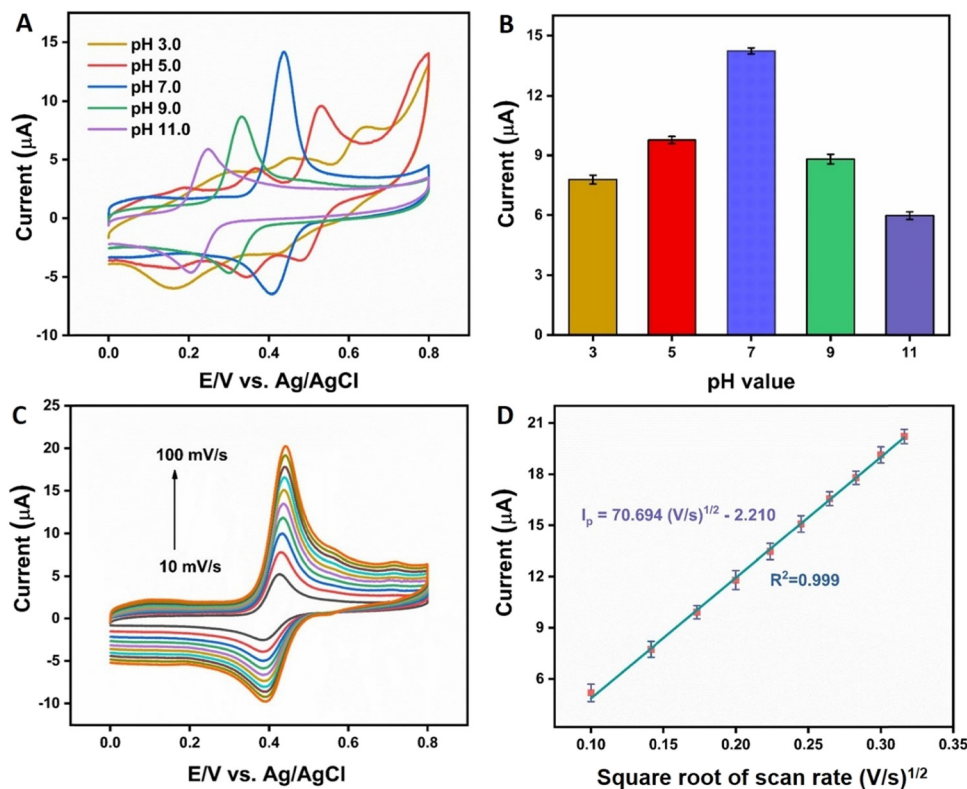 A
pH 3.0
pH 5.0
pH 7.0
pH 9.0
pH 11.0
15
10
5
0
-5
-10
0.0 0.2 0.4 0.6 0.8
Current (μA)
E/V vs. Ag/AgCl
B
15
12
9
6
3
0
3 5 7 9 11
Current (μA)
pH value
C
100 mV/s
10 mV/s
25
20
15
10
5
0
-5
-10
0.0 0.2 0.4 0.6 0.8
Current (μA)
E/V vs. Ag/AgCl
D
Iₚ = 70.694 (V/s)¹ᐟ² - 2.210
R²=0.999
21
18
15
12
9
6
0.10 0.15 0.20 0.25 0.30 0.35
Current (μA)
Square root of scan rate (V/s)¹ᐟ²